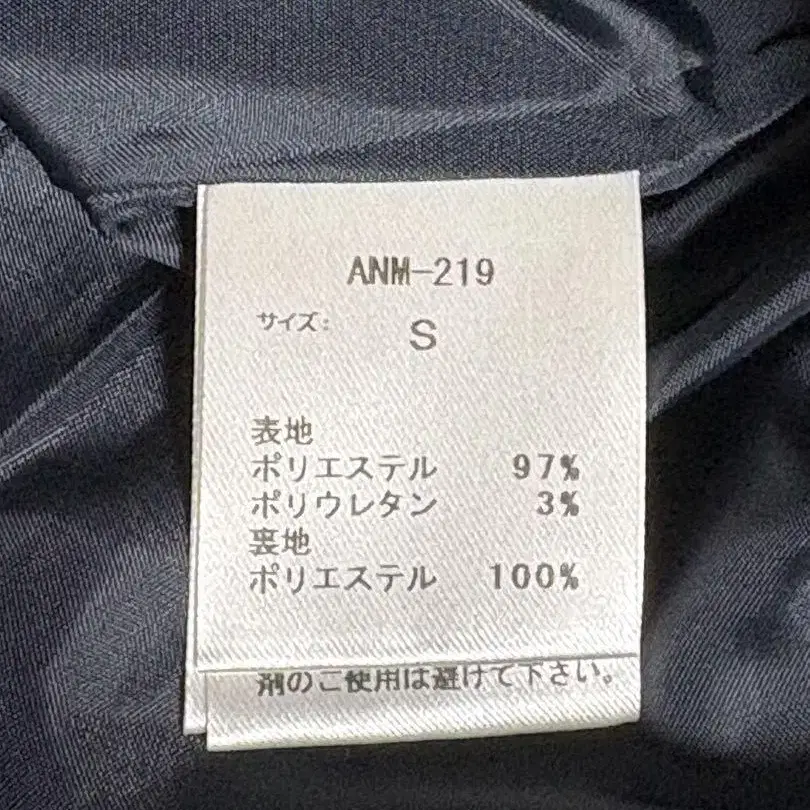 ANM-219
サイズ: S
表地
ポリエステル 97%
ポリウレタン 3%
裏地
ポリエステル 100%
剤のご使用は避けて下さい。